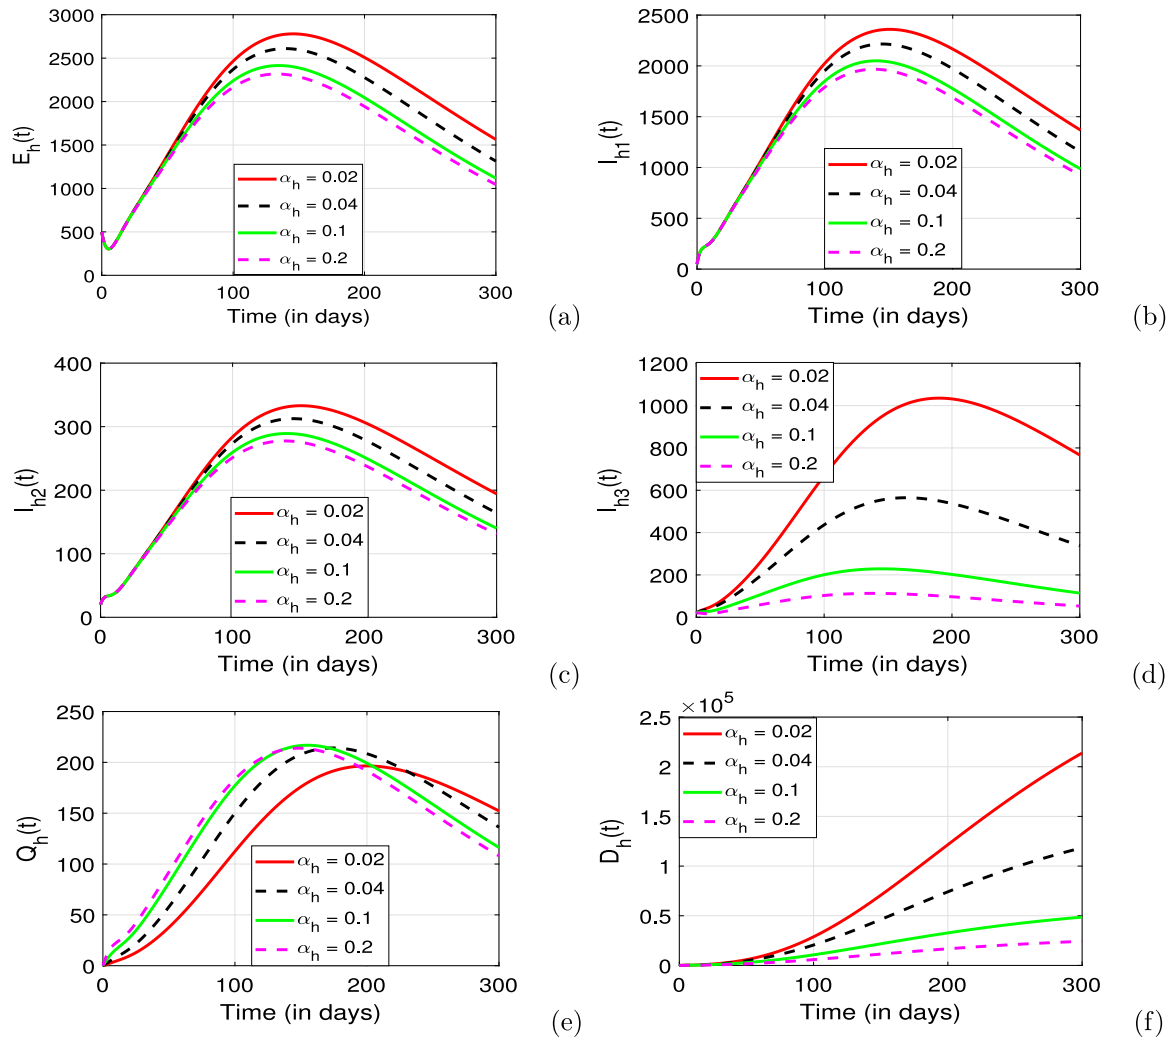 3000
2500
2000
1500
1000
500
0
E_h(t)
α_h = 0.02
α_h = 0.04
α_h = 0.1
α_h = 0.2
0 100 200 300
Time (in days)
(a)
2500
2000
1500
1000
500
0
I_h1(t)
α_h = 0.02
α_h = 0.04
α_h = 0.1
α_h = 0.2
0 100 200 300
Time (in days)
(b)
400
300
200
100
0
I_h2(t)
α_h = 0.02
α_h = 0.04
α_h = 0.1
α_h = 0.2
0 100 200 300
Time (in days)
(c)
1200
1000
800
600
400
200
0
I_h3(t)
α_h = 0.02
α_h = 0.04
α_h = 0.1
α_h = 0.2
0 100 200 300
Time (in days)
(d)
250
200
150
100
50
0
Q_h(t)
α_h = 0.02
α_h = 0.04
α_h = 0.1
α_h = 0.2
0 100 200 300
Time (in days)
(e)
×10^5
2.5
2
1.5
1
0.5
0
D_h(t)
α_h = 0.02
α_h = 0.04
α_h = 0.1
α_h = 0.2
0 100 200 300
Time (in days)
(f)